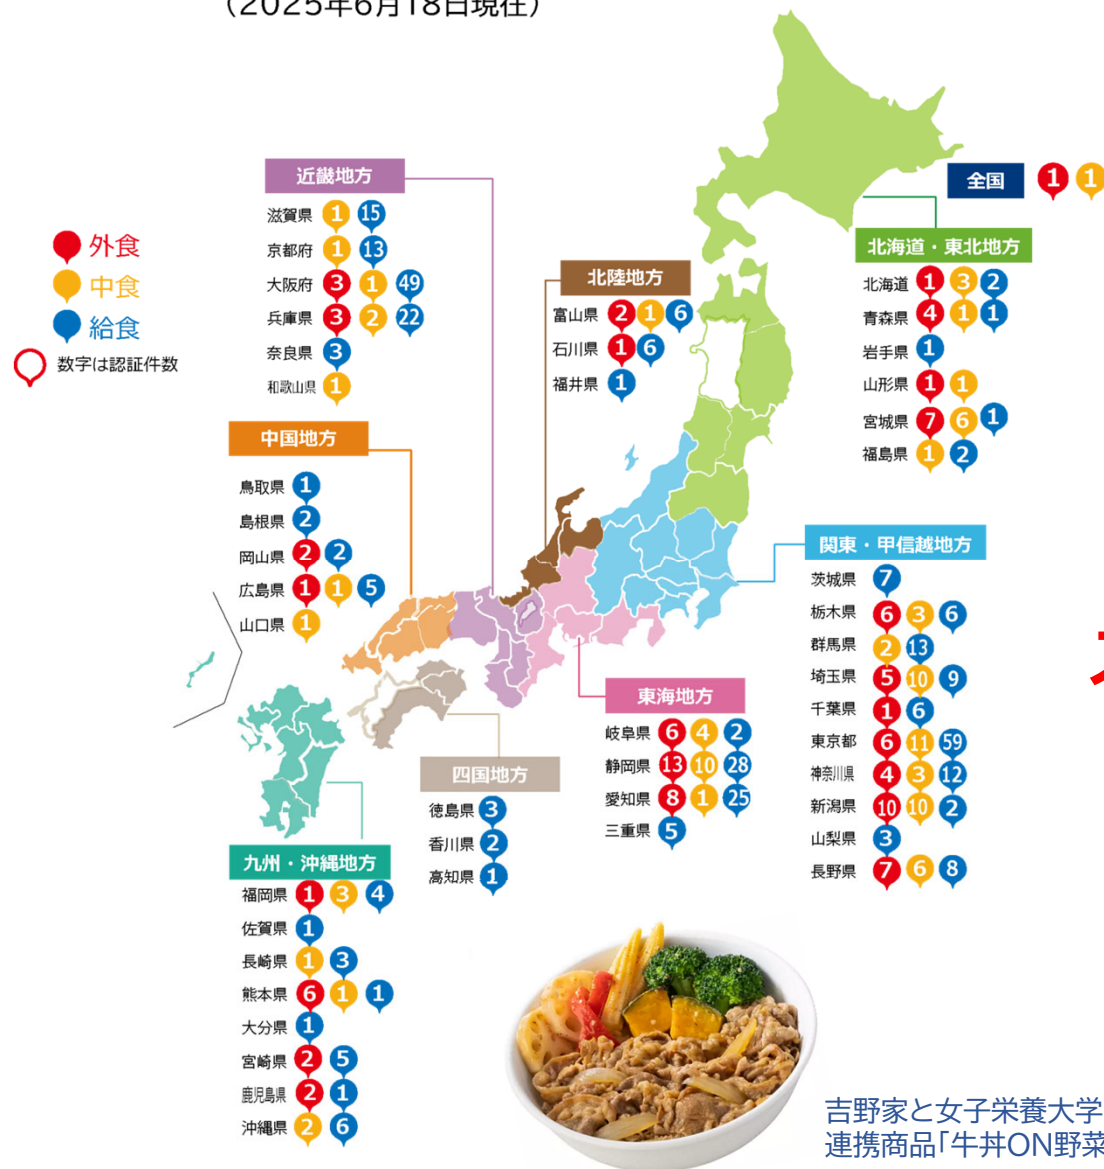 （2025年6月18日現在）
全国 1 1
外食
中食
給食
数字は認証件数
近畿地方
滋賀県 1 15
京都府 1 13
大阪府 3 1 49
兵庫県 3 2 22
奈良県 3
和歌山県 1
北陸地方
富山県 2 1 6
石川県 1 6
福井県 1
北海道・東北地方
北海道 1 3 2
青森県 4 1 1
岩手県 1
山形県 1 1
宮城県 7 6 1
福島県 1 2
中国地方
鳥取県 1
島根県 2
岡山県 2 2
広島県 1 1 5
山口県 1
関東・甲信越地方
茨城県 7
栃木県 6 3 6
群馬県 2 13
埼玉県 5 10 9
千葉県 1 6
東京都 6 11 59
神奈川県 4 3 12
新潟県 10 10 2
山梨県 3
長野県 7 6 8
東海地方
岐阜県 6 4 2
静岡県 13 10 28
愛知県 8 1 25
三重県 5
四国地方
徳島県 3
香川県 2
高知県 1
九州・沖縄地方
福岡県 1 3 4
佐賀県 1
長崎県 1 3
熊本県 6 1 1
大分県 1
宮崎県 2 5
鹿児島県 2 1
沖縄県 2 6
吉野家と女子栄養大学
連携商品「牛丼ON野菜